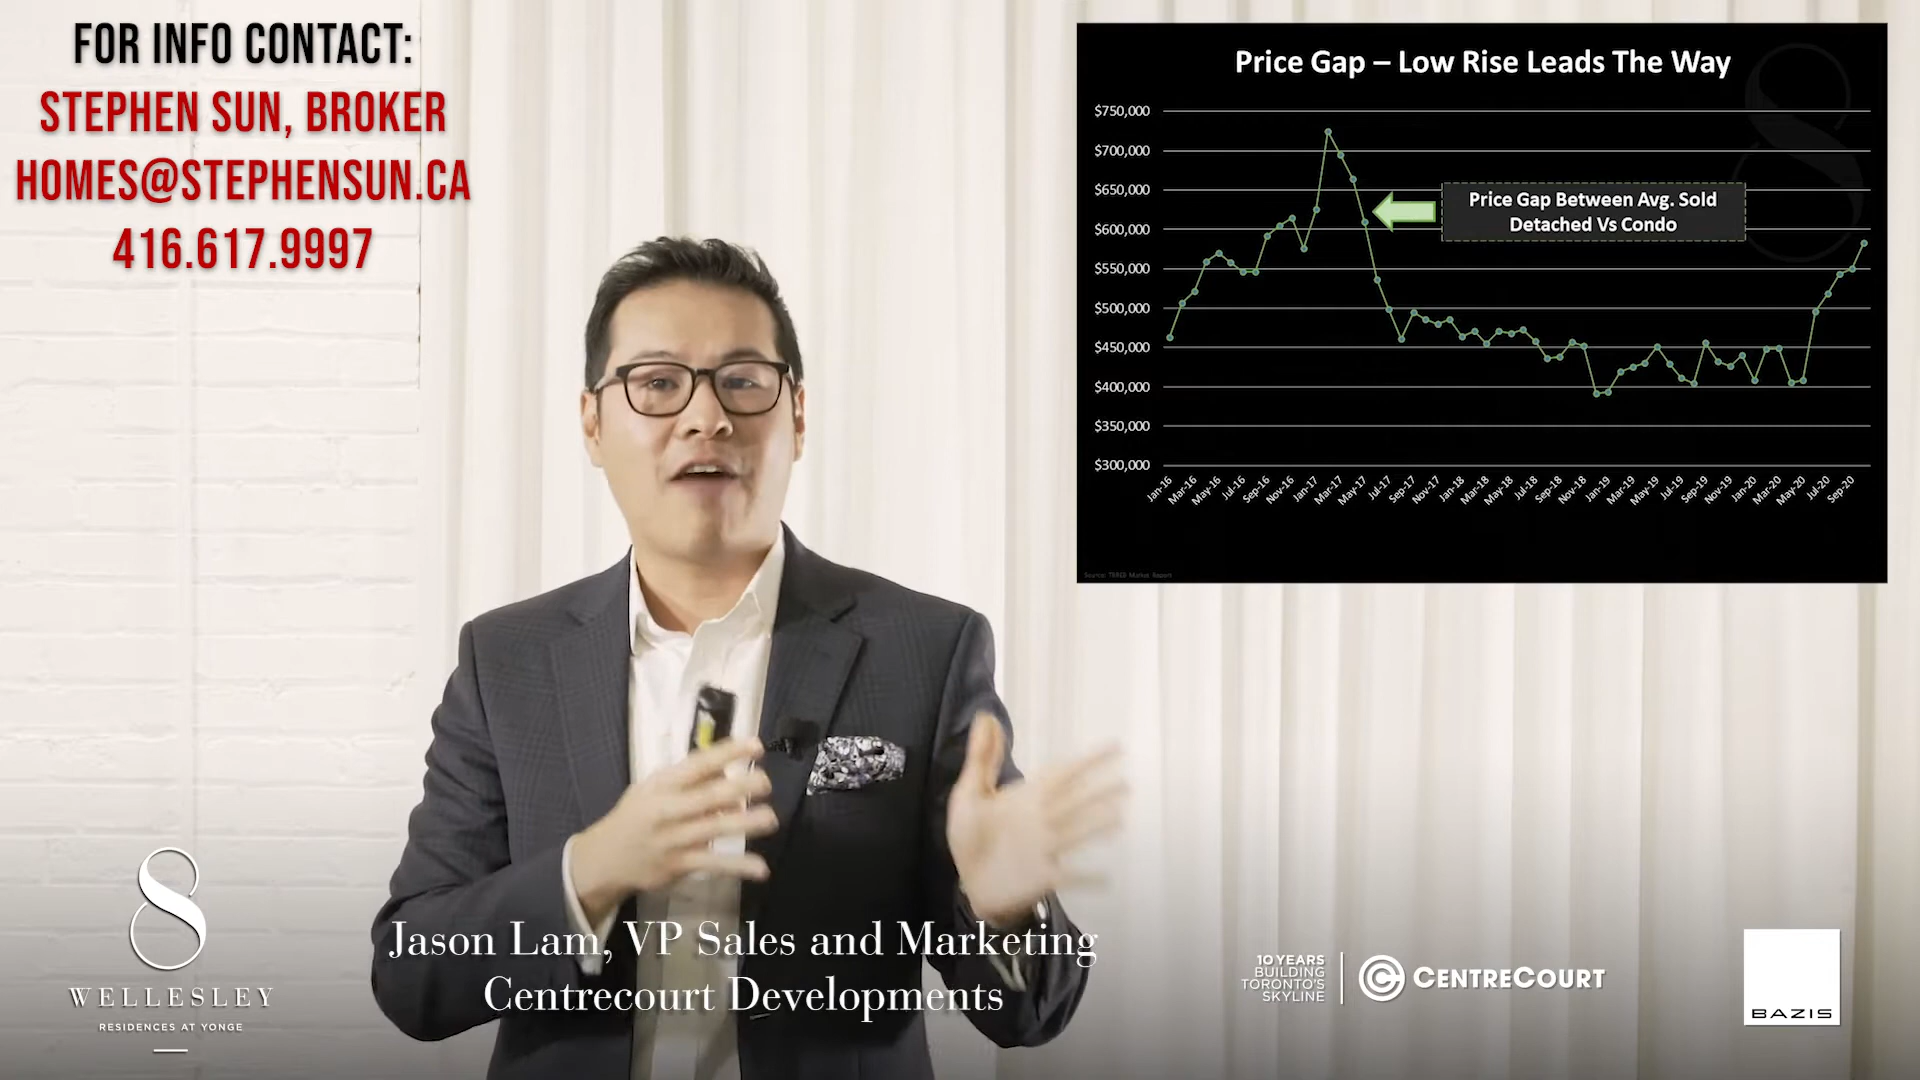 FOR INFO CONTACT:
STEPHEN SUN, BROKER
HOMES@STEPHENSUN.CA
416.617.9997
Price Gap – Low Rise Leads The Way
$750,000
$700,000
$650,000
$600,000
$550,000
$500,000
$450,000
$400,000
$350,000
$300,000
Price Gap Between Avg. Sold
Detached Vs Condo
Jan-16 Mar-16 May-16 Jul-16 Sep-16 Nov-16 Jan-17 Mar-17 May-17 Jul-17 Sep-17 Nov-17 Jan-18 Mar-18 May-18 Jul-18 Sep-18 Nov-18 Jan-19 Mar-19 May-19 Jul-19 Sep-19 Nov-19 Jan-20 Mar-20 May-20 Jul-20 Sep-20
Source: TRREB Market Report
8
WELLESLEY
RESIDENCES AT YONGE
Jason Lam, VP Sales and Marketing
Centrecourt Developments
10 YEARS
BUILDING
TORONTO'S
SKYLINE
CENTRECOURT
BAZIS